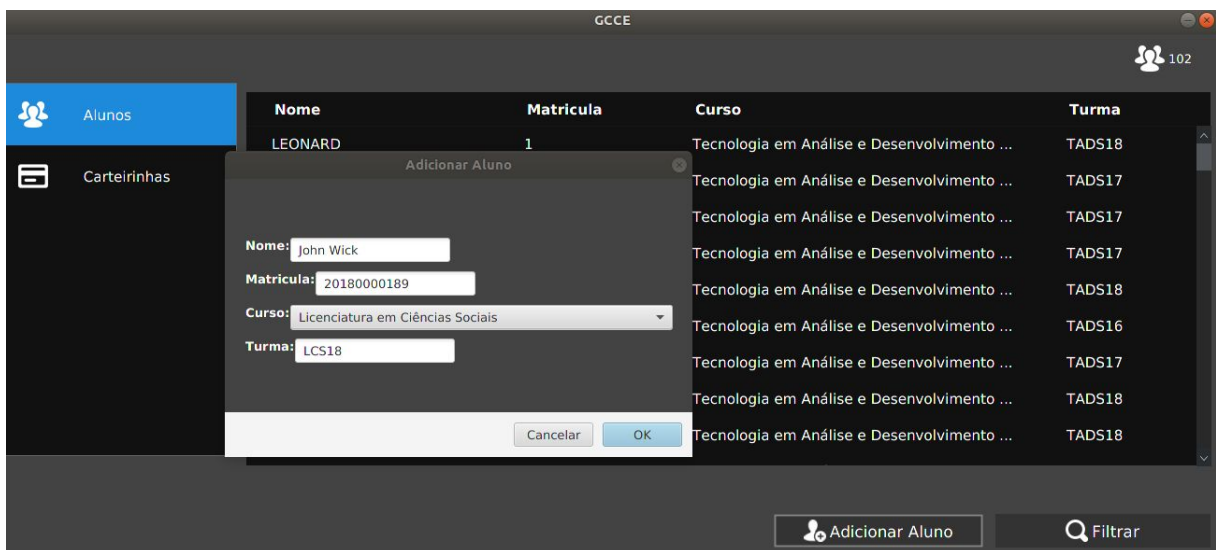 GCCE
102
Alunos
Carteirinhas
Nome Matricula Curso Turma
LEONARD 1 Tecnologia em Análise e Desenvolvimento ... TADS18
Tecnologia em Análise e Desenvolvimento ... TADS17
Tecnologia em Análise e Desenvolvimento ... TADS17
Tecnologia em Análise e Desenvolvimento ... TADS17
Tecnologia em Análise e Desenvolvimento ... TADS18
Tecnologia em Análise e Desenvolvimento ... TADS16
Tecnologia em Análise e Desenvolvimento ... TADS17
Tecnologia em Análise e Desenvolvimento ... TADS18
Tecnologia em Análise e Desenvolvimento ... TADS18
Adicionar Aluno
Nome: John Wick
Matricula: 20180000189
Curso: Licenciatura em Ciências Sociais
Turma: LCS18
Cancelar OK
Adicionar Aluno Filtrar